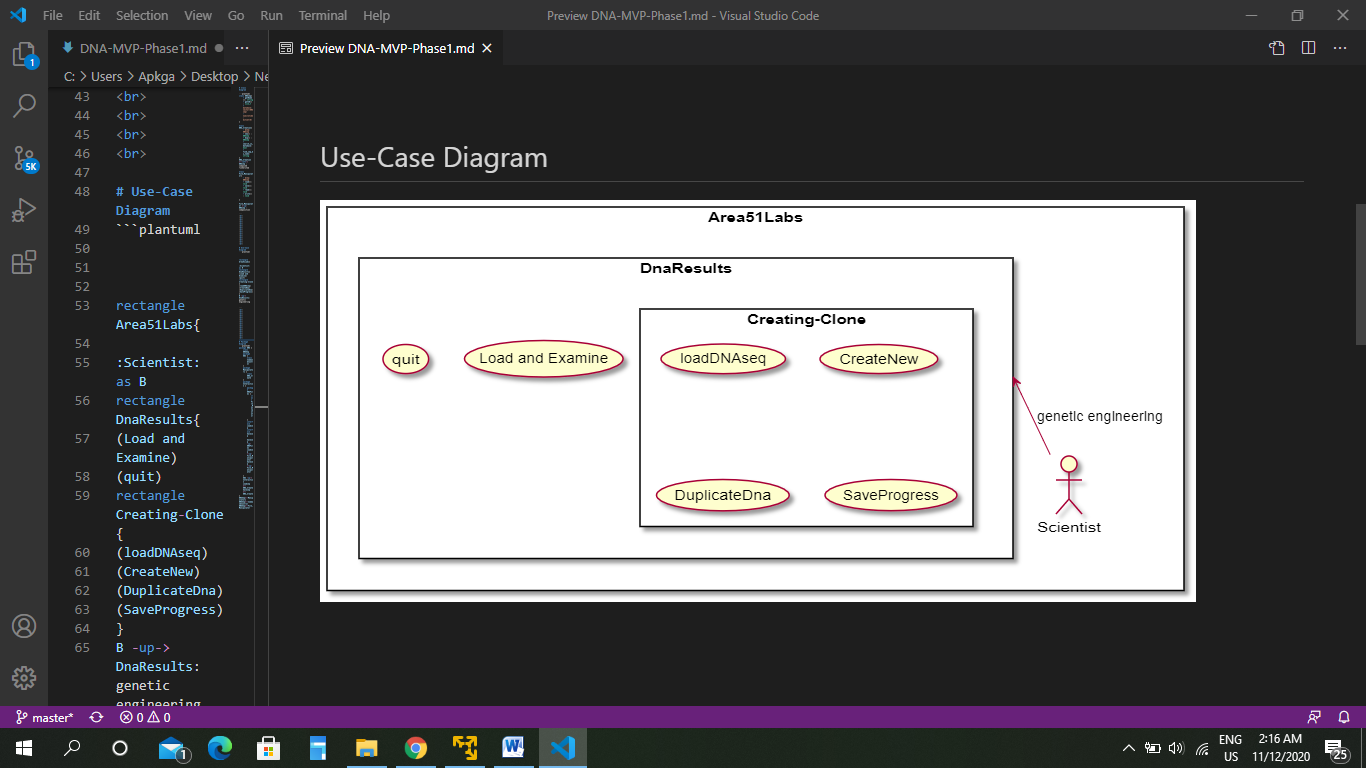 File Edit Selection View Go Run Terminal Help
Preview DNA-MVP-Phase1.md - Visual Studio Code
DNA-MVP-Phase1.md
Preview DNA-MVP-Phase1.md
C: > Users > Apkga > Desktop > Ne
1
5K
43 <br>
44 <br>
45 <br>
46 <br>
47
48 # Use-Case
Diagram
49 ```plantuml
50
51
52
53 rectangle
Area51Labs{
54
55 :Scientist:
as B
56 rectangle
DnaResults{
57 (Load and
Examine)
58 (quit)
59 rectangle
Creating-Clone
{
60 (loadDNAseq)
61 (CreateNew)
62 (DuplicateDna)
63 (SaveProgress)
64 }
65 B -up->
DnaResults:
genetic
engineering
Use-Case Diagram
Area51Labs
DnaResults
Creating-Clone
quit
Load and Examine
loadDNAseq
CreateNew
DuplicateDna
SaveProgress
genetic engineering
Scientist
master*
0
0
1
ENG
US
2:16 AM
11/12/2020
25